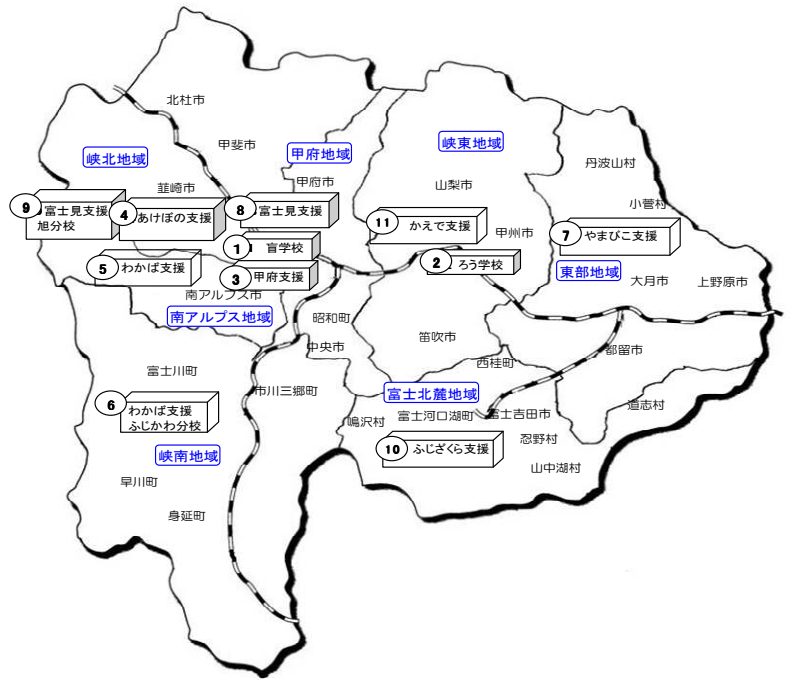 北杜市
甲斐市
峡北地域
甲府地域
峡東地域
丹波山村
韮崎市
甲府市
山梨市
小菅村
9 富士見支援
旭分校
4 あけぼの支援
8 富士見支援
11 かえで支援
甲州市
7 やまびこ支援
1 盲学校
2 ろう学校
5 わかば支援
3 甲府支援
東部地域
大月市
上野原市
南アルプス市
南アルプス地域
昭和町
中央市
笛吹市
西桂町
都留市
富士川町
市川三郷町
富士北麓地域
6 わかば支援
ふじかわ分校
鳴沢村
富士河口湖町
富士吉田市
道志村
忍野村
10 ふじざくら支援
山中湖村
峡南地域
早川町
身延町